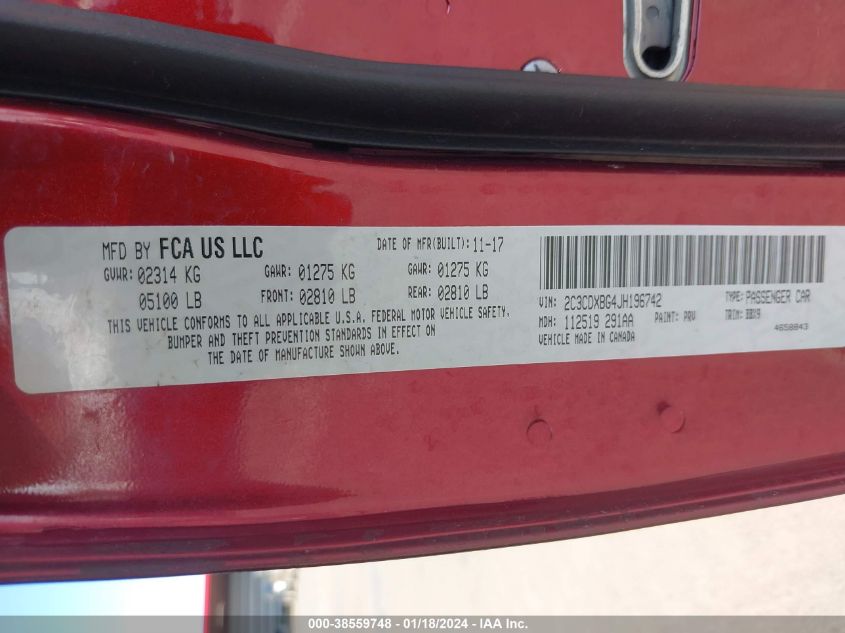 MFD BY FCA US LLC
DATE OF MFR(BUILT): 11-17
GVWR: 02314 KG
GAWR: 01275 KG
GAWR: 01275 KG
05100 LB
FRONT: 02810 LB
REAR: 02810 LB
THIS VEHICLE CONFORMS TO ALL APPLICABLE U.S.A. FEDERAL MOTOR VEHICLE SAFETY,
BUMPER AND THEFT PREVENTION STANDARDS IN EFFECT ON
THE DATE OF MANUFACTURE SHOWN ABOVE.
VIN: 2C3CDXBG4JH196742
TYPE: PASSENGER CAR
MDH: 112519 291AA
PAINT: PRV
TRIM: BBX9
VEHICLE MADE IN CANADA
4658843
000-38559748 - 01/18/2024 - IAA Inc.